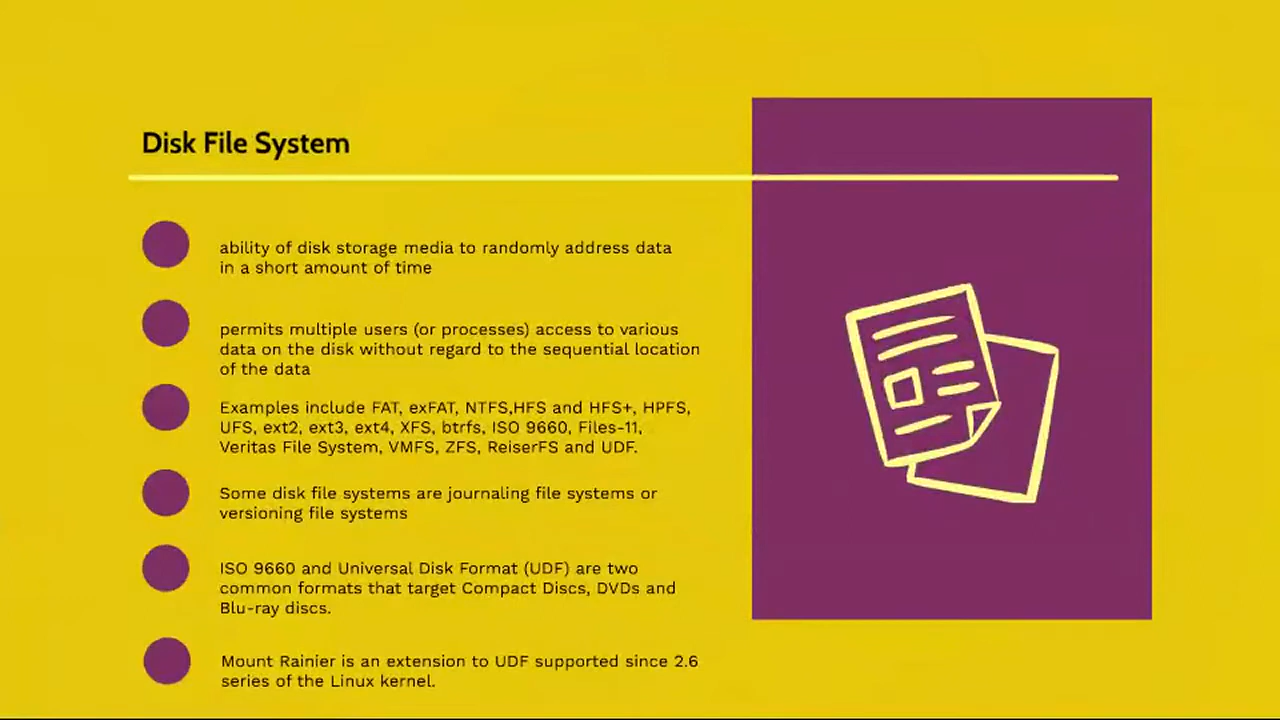 Disk File System
ability of disk storage media to randomly address data
in a short amount of time
permits multiple users (or processes) access to various
data on the disk without regard to the sequential location
of the data
Examples include FAT, exFAT, NTFS,HFS and HFS+, HPFS,
UFS, ext2, ext3, ext4, XFS, btrfs, ISO 9660, Files-11,
Veritas File System, VMFS, ZFS, ReiserFS and UDF.
Some disk file systems are journaling file systems or
versioning file systems
ISO 9660 and Universal Disk Format (UDF) are two
common formats that target Compact Discs, DVDs and
Blu-ray discs.
Mount Rainier is an extension to UDF supported since 2.6
series of the Linux kernel.